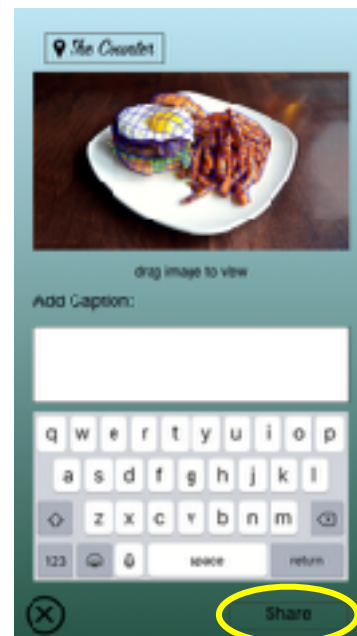 The Counter
drag image to view
Add Caption:
q w e r t y u i o p
a s d f g h j k l
z x c v b n m
123 space return
Share